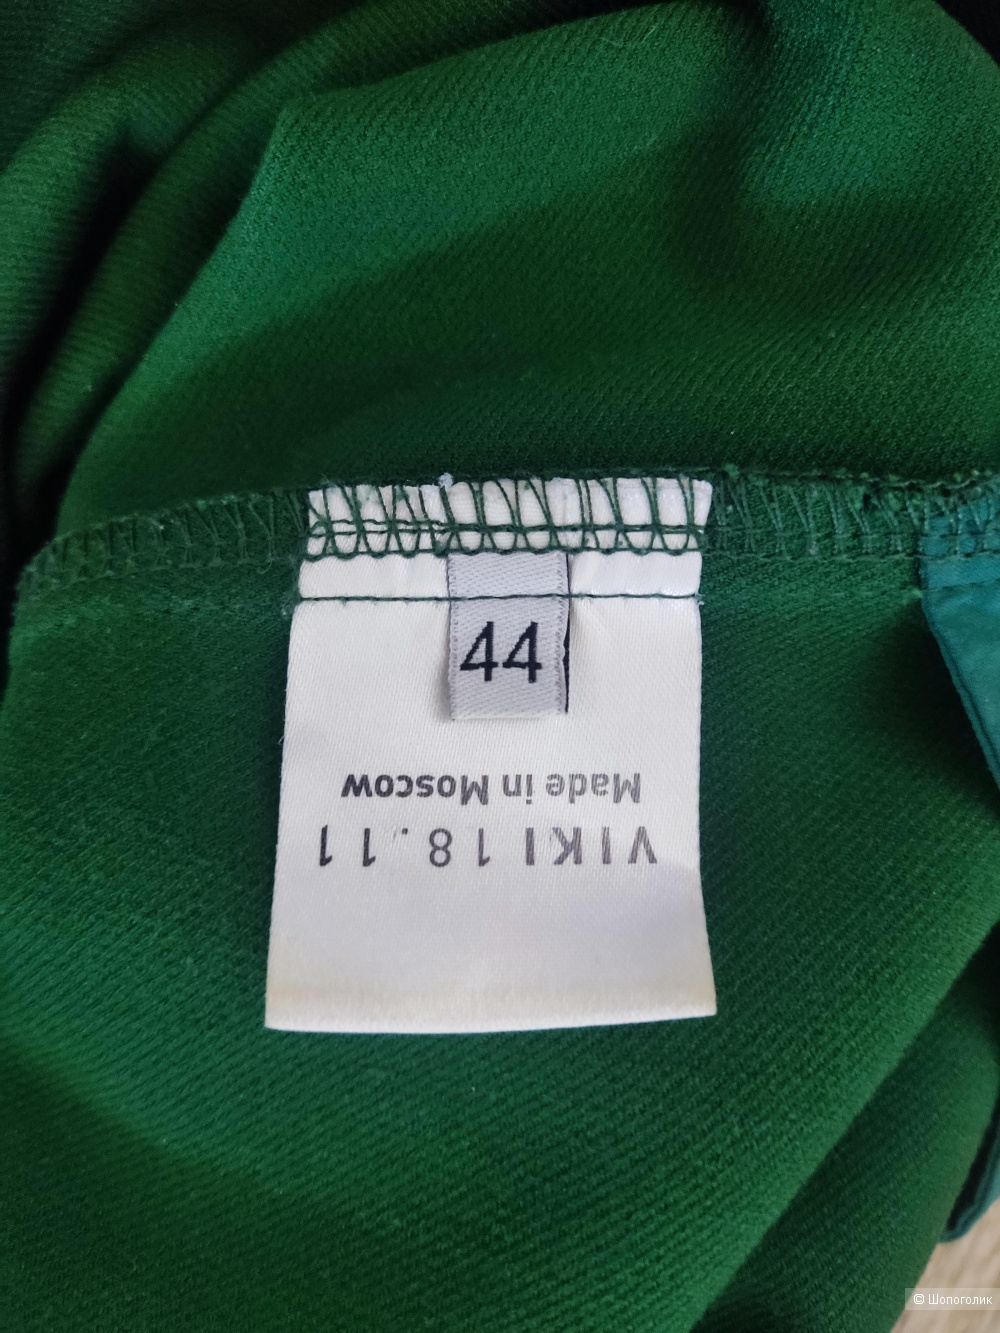 44
VIKI 18.11
Made in Moscow
© Шопоголик